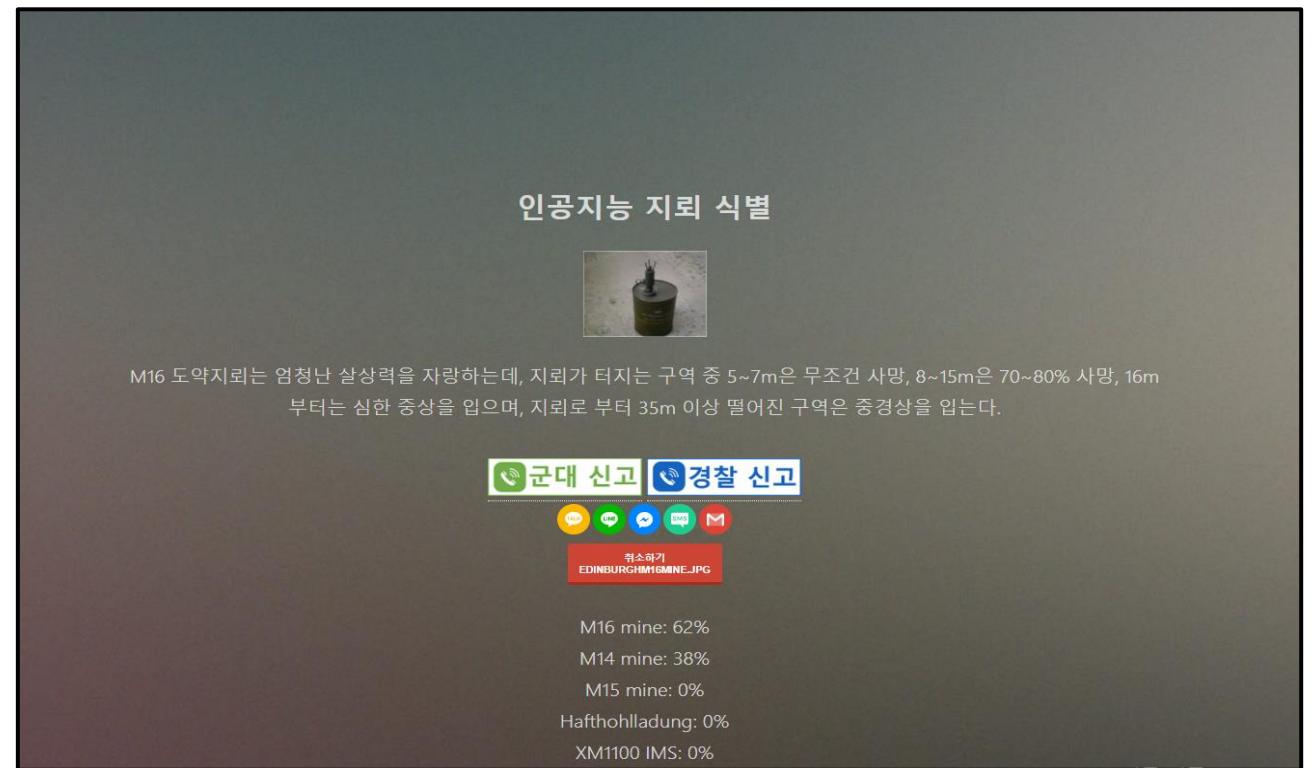 인공지능 지뢰 식별
M16 도약지뢰는 엄청난 살상력을 자랑하는데, 지뢰가 터지는 구역 중 5~7m은 무조건 사망, 8~15m은 70~80% 사망, 16m
부터는 심한 중상을 입으며, 지뢰로 부터 35m 이상 떨어진 구역은 중경상을 입는다.
군대 신고 경찰 신고
TALK LINE SMS
취소하기
EDINBURGHM16MINE.JPG
M16 mine: 62%
M14 mine: 38%
M15 mine: 0%
Hafthohlladung: 0%
XM1100 IMS: 0%